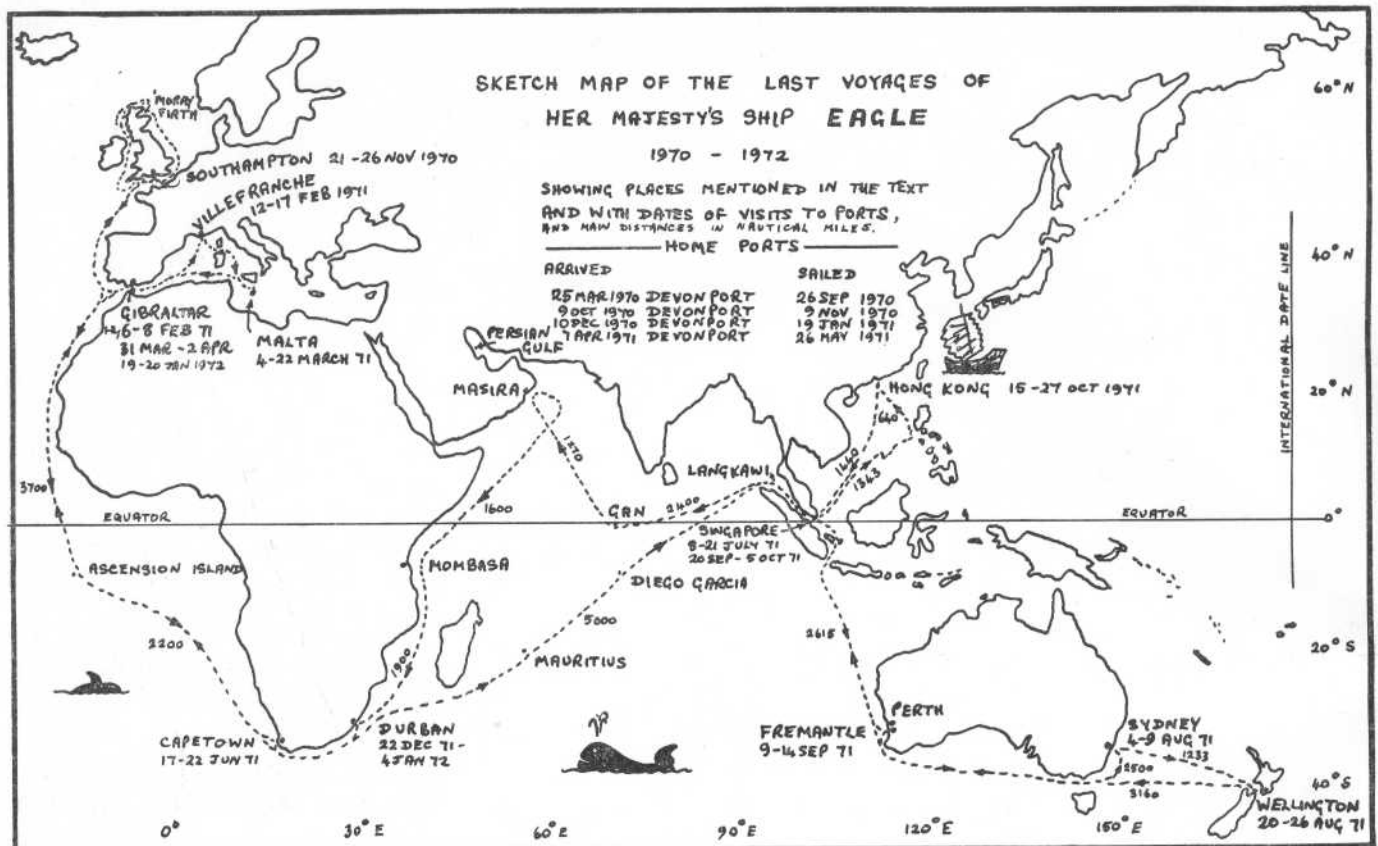 SKETCH MAP OF THE LAST VOYAGES OF
HER MAJESTY'S SHIP EAGLE
1970 - 1972
SHOWING PLACES MENTIONED IN THE TEXT
AND WITH DATES OF VISITS TO PORTS,
AND MAIN DISTANCES IN NAUTICAL MILES.
HOME PORTS
ARRIVED SAILED
25 MAR 1970 DEVONPORT 26 SEP 1970
9 OCT 1970 DEVONPORT 9 NOV 1970
10 DEC 1970 DEVONPORT 19 JAN 1971
7 APR 1971 DEVONPORT 26 MAY 1971
60°N
MORAY
FIRTH
SOUTHAMPTON 21-26 NOV 1970
VILLEFRANCHE
12-17 FEB 1971
40°N
INTERNATIONAL DATE LINE
GIBRALTAR
6-8 FEB 71
31 MAR - 2 APR
19-20 JAN 1972
MALTA
4-22 MARCH 71
PERSIAN
GULF
MASIRA
HONG KONG 15-27 OCT 1971
20°N
640
1440
1343
1270
LANGKAWI
3700
1600
GAN
2400
EQUATOR
EQUATOR
0°
SINGAPORE
8-21 JULY 71
20 SEP - 5 OCT 71
ASCENSION ISLAND
MOMBASA
DIEGO GARCIA
5000
2200
1900
MAURITIUS
2615
20°S
CAPETOWN
17-22 JUN 71
DURBAN
22 DEC 71-
4 JAN 72
FREMANTLE
9-14 SEP 71
PERTH
SYDNEY
4-9 AUG 71
1233
2500
3160
40°S
WELLINGTON
20-26 AUG 71
0° 30°E 60°E 90°E 120°E 150°E